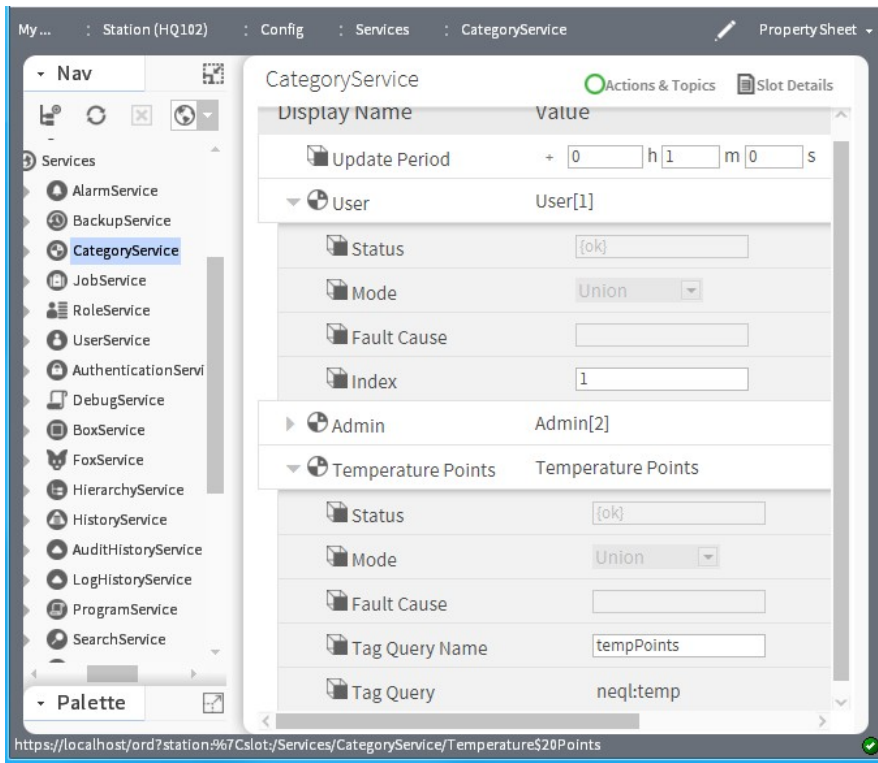 My ... : Station (HQ102) : Config : Services : CategoryService Property Sheet
Nav
Services
AlarmService
BackupService
CategoryService
JobService
RoleService
UserService
AuthenticationServi
DebugService
BoxService
FoxService
HierarchyService
HistoryService
AuditHistoryService
LogHistoryService
ProgramService
SearchService
Palette
CategoryService Actions & Topics Slot Details
Display Name Value
Update Period + 0 h 1 m 0 s
User User[1]
Status {ok}
Mode Union
Fault Cause
Index 1
Admin Admin[2]
Temperature Points Temperature Points
Status {ok}
Mode Union
Fault Cause
Tag Query Name tempPoints
Tag Query neql:temp
https://localhost/ord?station:%7Cslot:/Services/CategoryService/Temperature$20Points